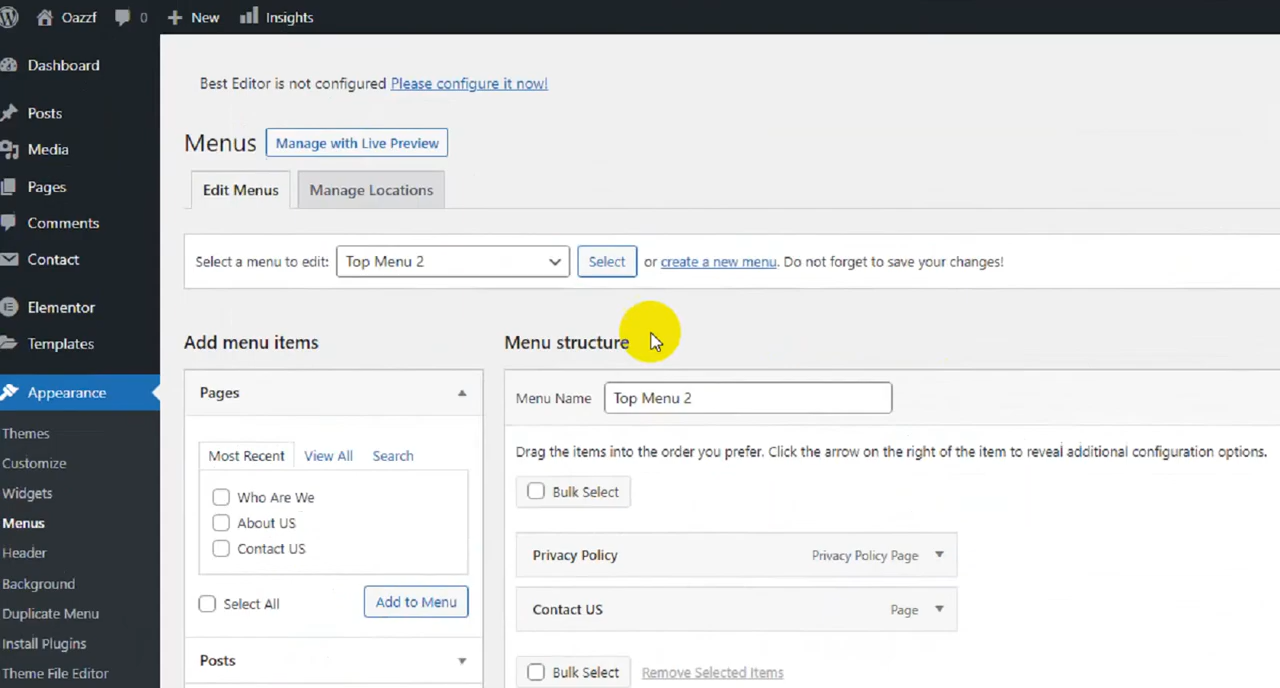 Oazzf 0 New Insights
Dashboard
Posts
Media
Pages
Comments
Contact
Elementor
Templates
Appearance
Themes
Customize
Widgets
Menus
Header
Background
Duplicate Menu
Install Plugins
Theme File Editor
Best Editor is not configured Please configure it now!
Menus Manage with Live Preview
Edit Menus Manage Locations
Select a menu to edit: Top Menu 2 Select or create a new menu. Do not forget to save your changes!
Add menu items
Pages
Most Recent View All Search
Who Are We
About US
Contact US
Select All Add to Menu
Posts
Menu structure
Menu Name Top Menu 2
Drag the items into the order you prefer. Click the arrow on the right of the item to reveal additional configuration options.
Bulk Select
Privacy Policy Privacy Policy Page
Contact US Page
Bulk Select Remove Selected Items